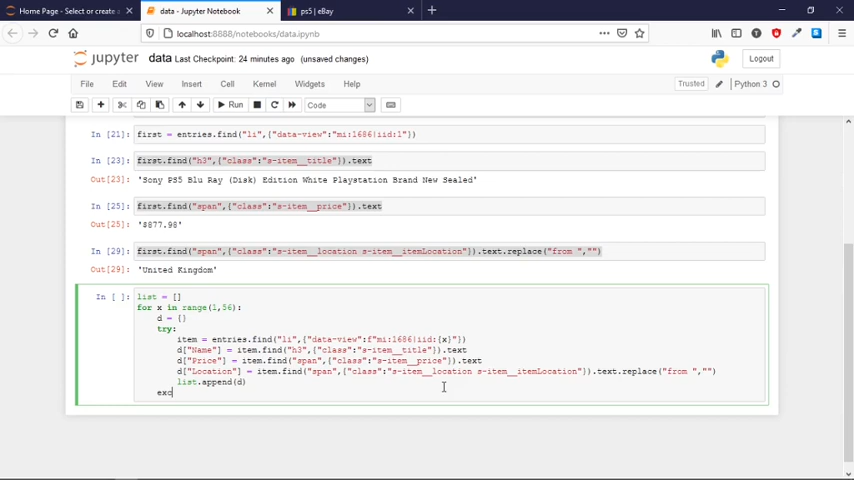 Home Page - Select or create a
data - Jupyter Notebook
ps5 | eBay
localhost:8888/notebooks/data.ipynb
jupyter data Last Checkpoint: 24 minutes ago (unsaved changes)
Logout
File Edit View Insert Cell Kernel Widgets Help
Trusted
Python 3
Run
Code
In [21]: first = entries.find("li",{"data-view":"mi:1686|iid:1"})
In [23]: first.find("h3",{"class":"s-item__title"}).text
Out[23]: 'Sony PS5 Blu Ray (Disk) Edition White Playstation Brand New Sealed'
In [25]: first.find("span",{"class":"s-item__price"}).text
Out[25]: '$877.98'
In [29]: first.find("span",{"class":"s-item__location s-item__itemLocation"}).text.replace("from ","")
Out[29]: 'United Kingdom'
In [ ]: list = []
for x in range(1,56):
d = {}
try:
item = entries.find("li",{"data-view":f"mi:1686|iid:{x}"})
d["Name"] = item.find("h3",{"class":"s-item__title"}).text
d["Price"] = item.find("span",{"class":"s-item__price"}).text
d["Location"] = item.find("span",{"class":"s-item__location s-item__itemLocation"}).text.replace("from ","")
list.append(d)
exc